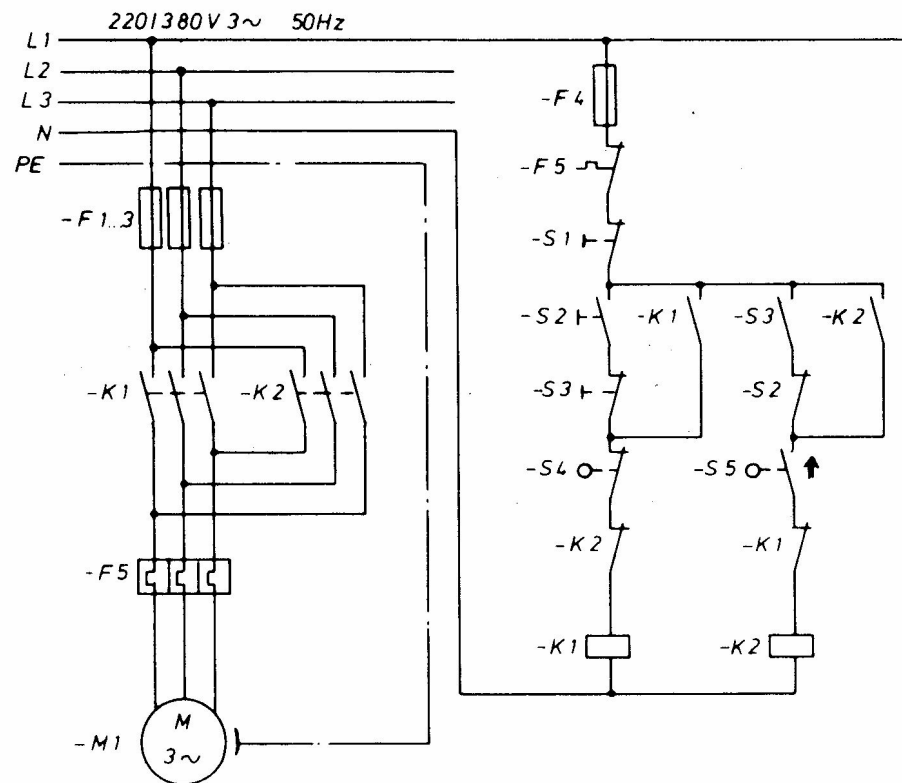 220/380V 3~ 50Hz
L1
L2
L3
N
PE
-F4
-F5
-F1..3
-S1
-S2
-K1
-S3
-K2
-K1
-K2
-S3
-S2
-S4
-S5
-K2
-K1
-F5
-K1
-K2
-M1
M
3~